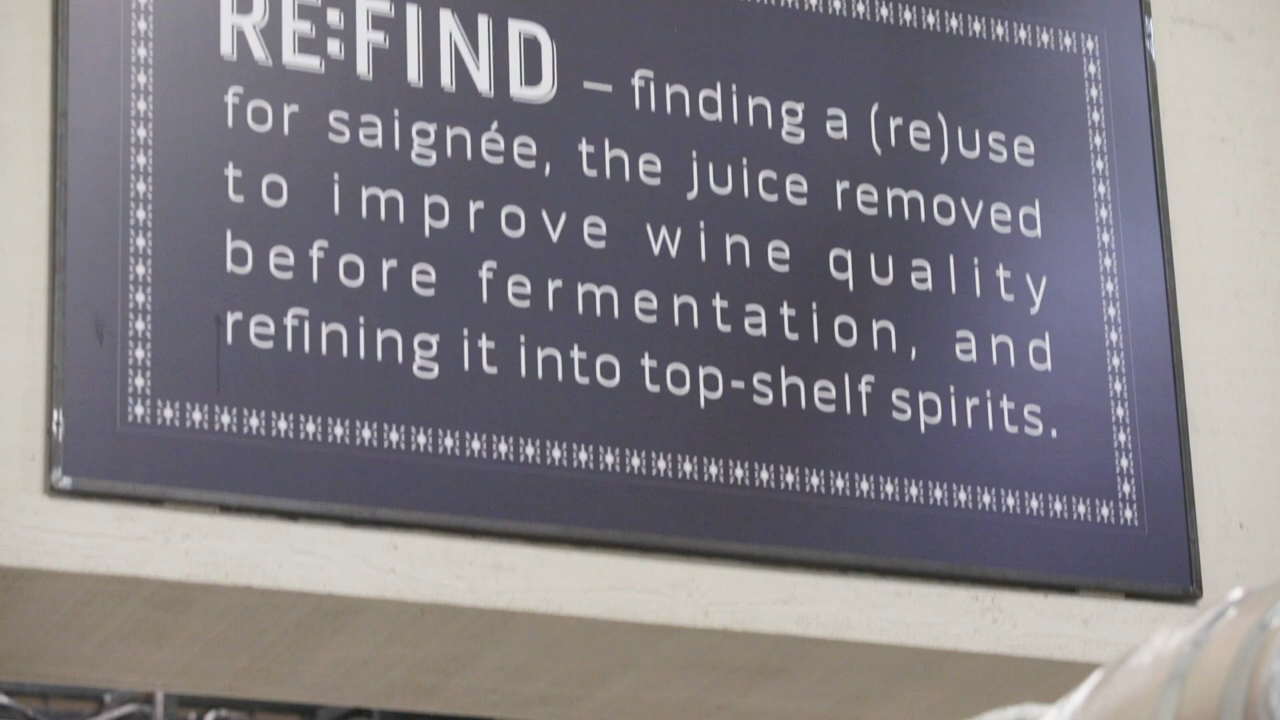 RE:FIND – finding a (re)use
for saignée, the juice removed
to improve wine quality
before fermentation, and
refining it into top-shelf spirits.